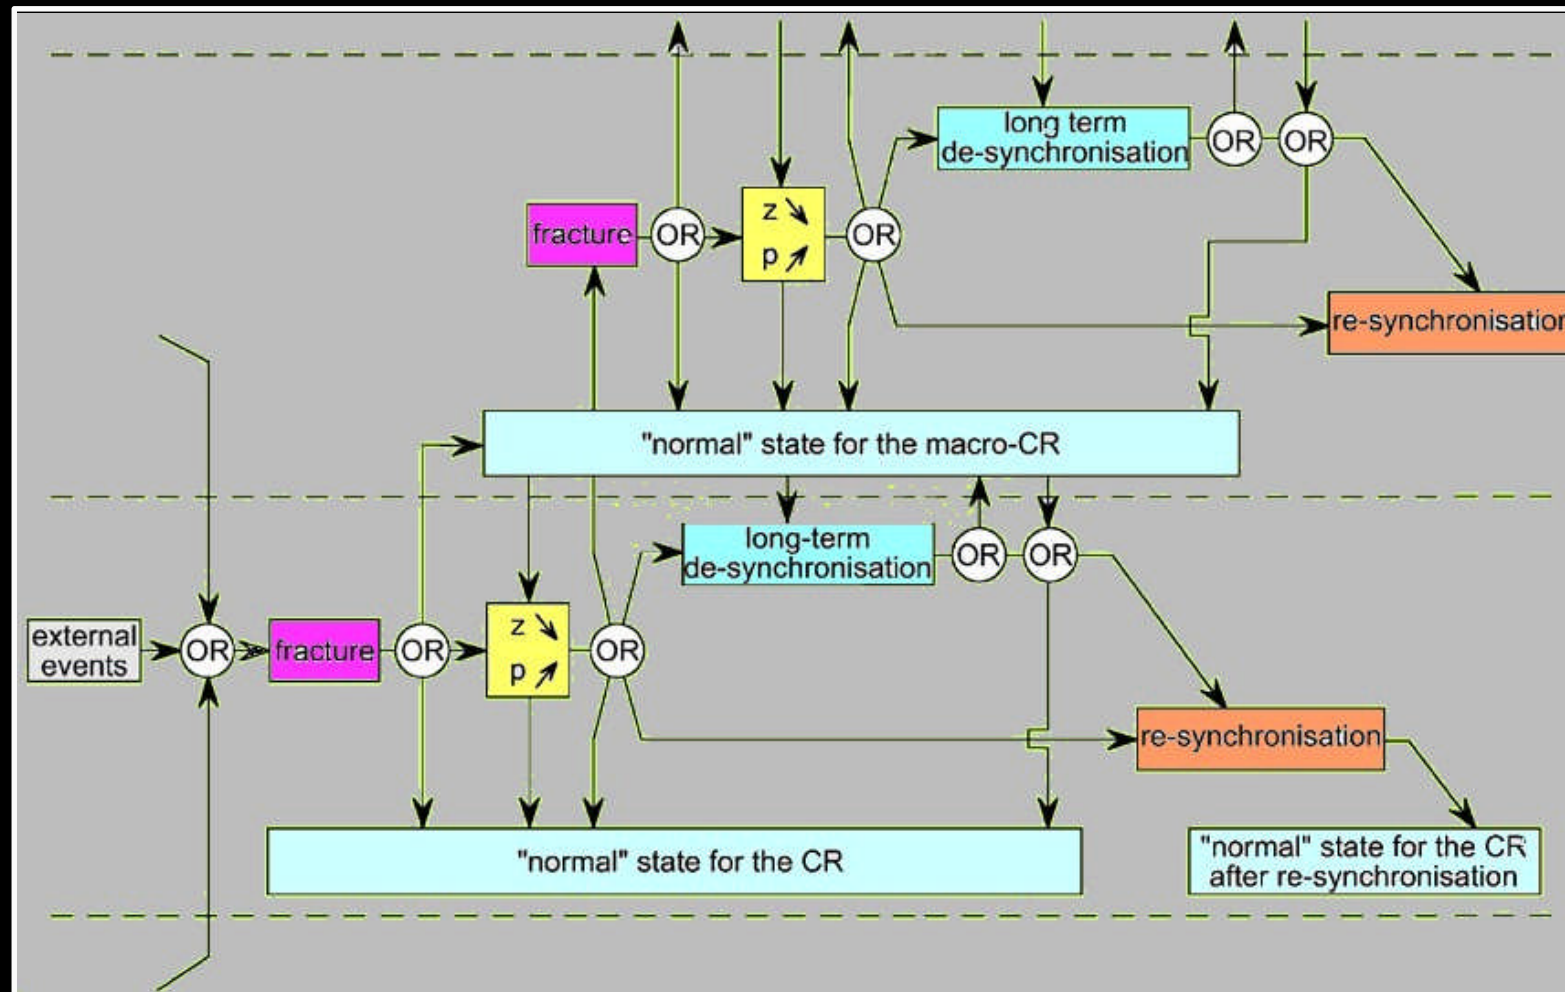 long term
de-synchronisation
OR
OR
z
fracture
OR
OR
p
re-synchronisation
"normal" state for the macro-CR
long-term
de-synchronisation
OR
OR
z
external
events
OR
fracture
OR
OR
p
re-synchronisation
"normal" state for the CR
"normal" state for the CR
after re-synchronisation